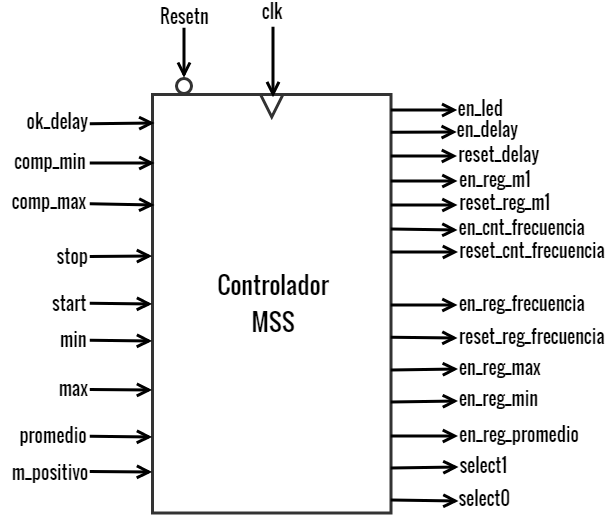 Resetn
clk
ok_delay
comp_min
comp_max
stop
start
min
max
promedio
m_positivo
Controlador
MSS
en_led
en_delay
reset_delay
en_reg_m1
reset_reg_m1
en_cnt_frecuencia
reset_cnt_frecuencia
en_reg_frecuencia
reset_reg_frecuencia
en_reg_max
en_reg_min
en_reg_promedio
select1
select0